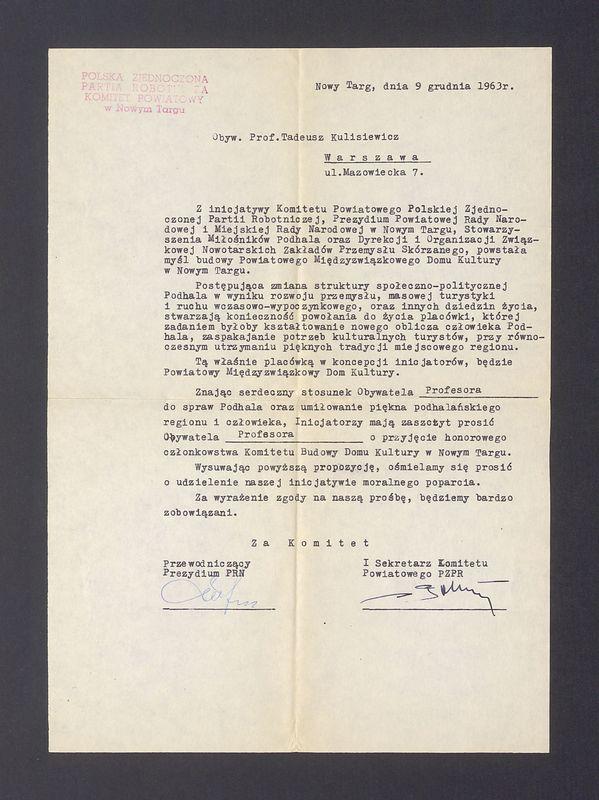 POLSKA ZJEDNOCZONA
PARTIA ROBOTNICZA
KOMITET POWIATOWY
w Nowym Targu
Nowy Targ, dnia 9 grudnia 1963r.
Obyw. Prof.Tadeusz Kulisiewicz
Warszawa
ul.Mazowiecka 7.
Z inicjatywy Komitetu Powiatowego Polskiej Zjedno-
czonej Partii Robotniczej, Prezydium Powiatowej Rady Naro-
dowej i Miejskiej Rady Narodowej w Nowym Targu, Stowarzy-
szenia Miłośników Podhala oraz Dyrekcji i Organizacji Związ-
kowej Nowotarskich Zakładów Przemysłu Skórzanego, powstała
myśl budowy Powiatowego Międzyzwiązkowego Domu Kultury
w Nowym Targu.
Postępująca zmiana struktury społeczno-politycznej
Podhala w wyniku rozwoju przemysłu, masowej turystyki
i ruchu wczasowo-wypoczynkowego, oraz innych dziedzin życia,
stwarzają konieczność powołania do życia placówki, której
zadaniem byłoby kształtowanie nowego oblicza człowieka Pod-
hala, zaspakajanie potrzeb kulturalnych turystów, przy równo-
czesnym utrzymaniu pięknych tradycji miejscowego regionu.
Tą właśnie placówką w koncepcji inicjatorów, będzie
Powiatowy Międzyzwiązkowy Dom Kultury.
Znając serdeczny stosunek Obywatela Profesora
do spraw Podhala oraz umiłowanie piękna podhalańskiego
regionu i człowieka, Inicjatorzy mają zaszczyt prosić
Obywatela Profesora o przyjęcie honorowego
członkowstwa Komitetu Budowy Domu Kultury w Nowym Targu.
Wysuwając powyższą propozycję, ośmielamy się prosić
o udzielenie naszej inicjatywie moralnego poparcia.
Za wyrażenie zgody na naszą prośbę, będziemy bardzo
zobowiązani.
Za Komitet
Przewodniczący
Prezydium PRN
I Sekretarz Komitetu
Powiatowego PZPR